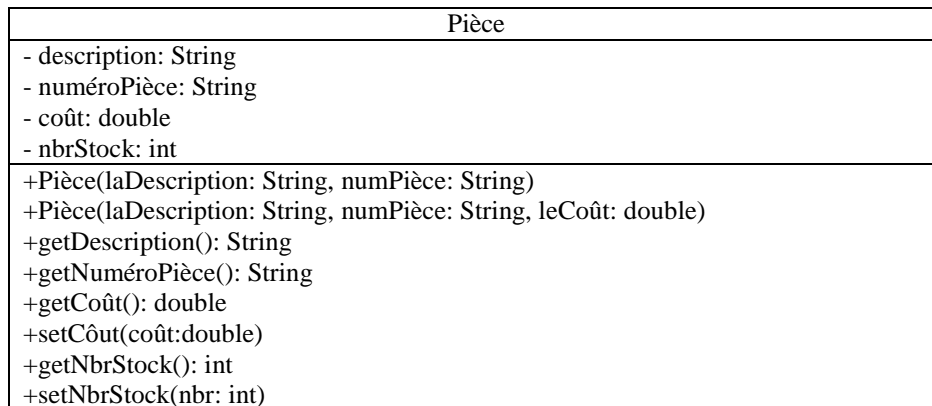 Pièce
- description: String
- numéroPièce: String
- coût: double
- nbrStock: int
+Pièce(laDescription: String, numPièce: String)
+Pièce(laDescription: String, numPièce: String, leCoût: double)
+getDescription(): String
+getNuméroPièce(): String
+getCoût(): double
+setCôut(coût:double)
+getNbrStock(): int
+setNbrStock(nbr: int)